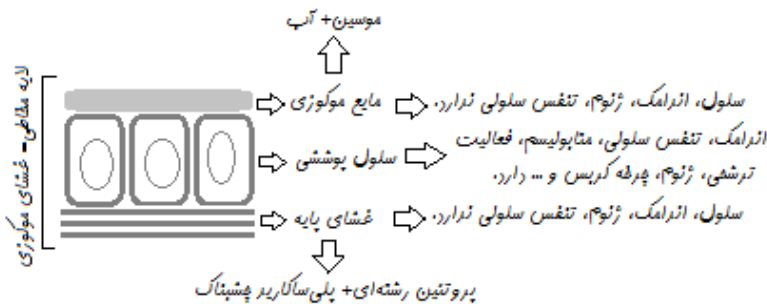 موسین+ آب
مایع موکوزی
سلول، اندامک، ژنوم، تنفس سلولی ندارد.
لایه مخاطی= غشای موکوزی
سلول پوششی
اندامک، تنفس سلولی، متابولیسم، فعالیت
ترشحی، ژنوم، چرخه کربس و ... دارد.
غشای پایه
سلول، اندامک، ژنوم، تنفس سلولی ندارد.
پروتئین رشته‌ای+ پلی‌ساکارید چسبناک